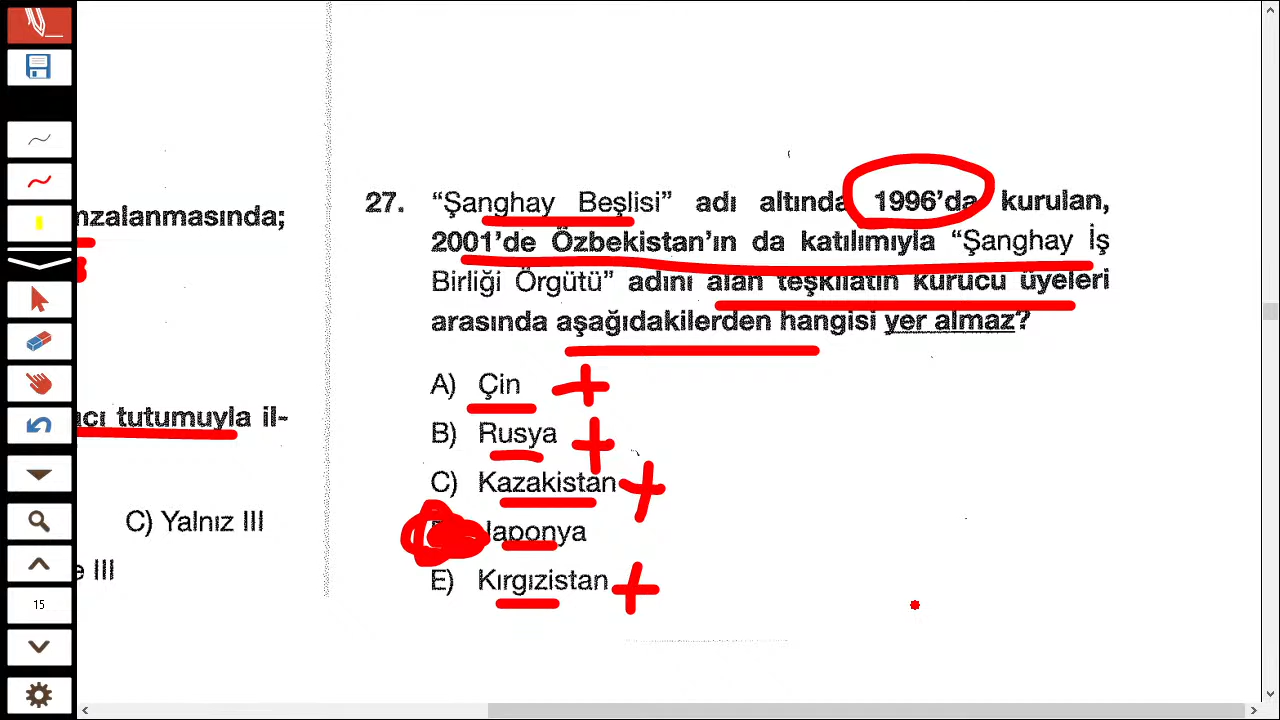 mzalanmasında;
acı tutumuyla il-
C) Yalnız III
e III
27. “Şanghay Beşlisi” adı altında 1996’da kurulan,
2001’de Özbekistan’ın da katılımıyla “Şanghay İş
Birliği Örgütü” adını alan teşkilatın kurucu üyeleri
arasında aşağıdakilerden hangisi yer almaz?
A) Çin
B) Rusya
C) Kazakistan
Japonya
E) Kırgızistan
15